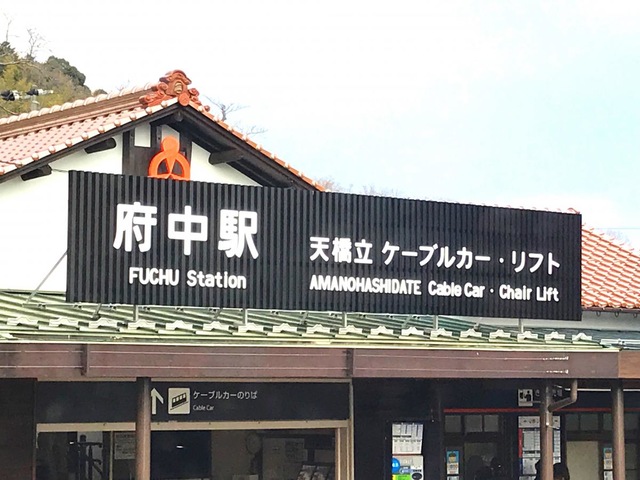 府中駅
FUCHU Station
天橋立 ケーブルカー・リフト
AMANOHASHIDATE Cable Car・Chair Lift
ケーブルカーのりば
Cable Car